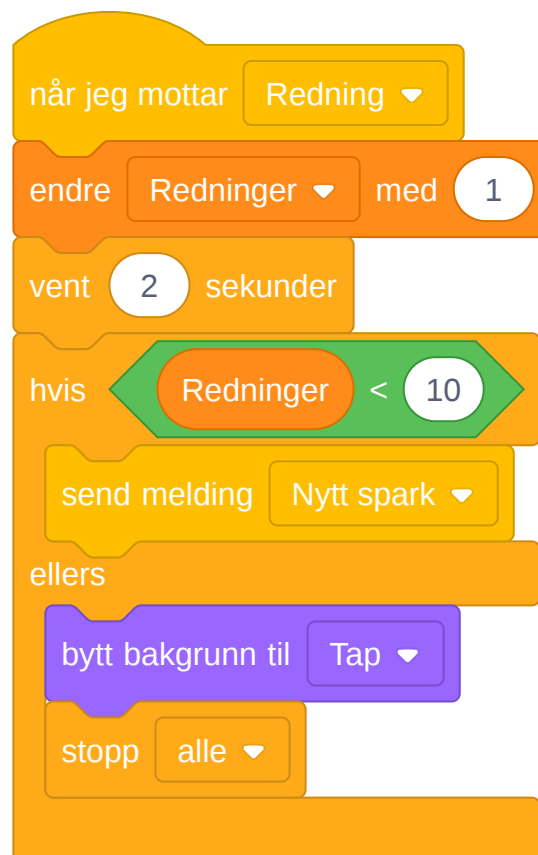 når jeg mottar Redning
endre Redninger med 1
vent 2 sekunder
hvis Redninger < 10
send melding Nytt spark
ellers
bytt bakgrunn til Tap
stopp alle